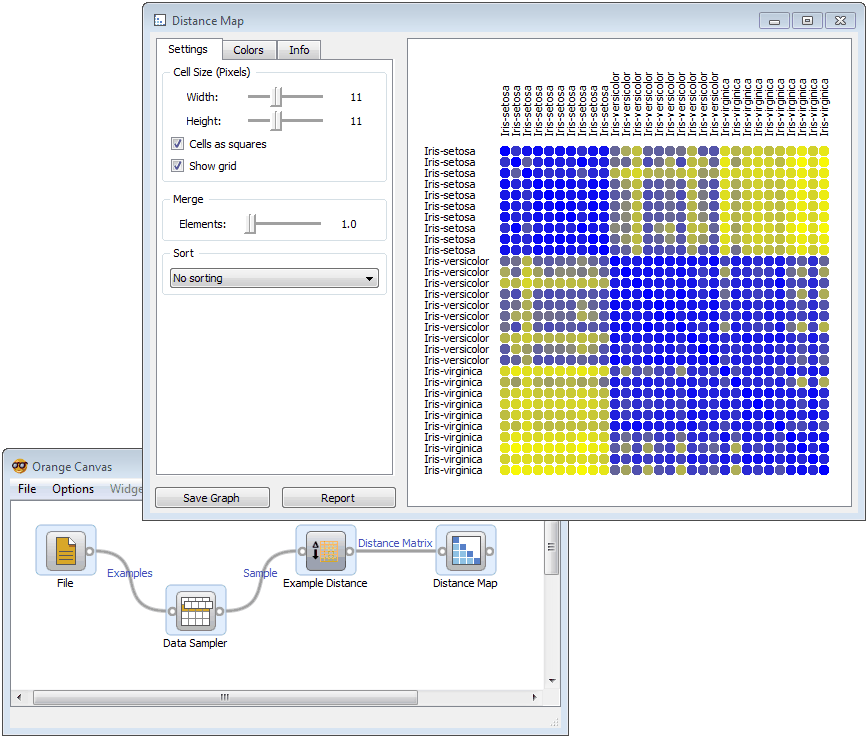 Distance Map
Settings
Colors
Info
Cell Size (Pixels)
Width: 11
Height: 11
Cells as squares
Show grid
Merge
Elements: 1.0
Sort
No sorting
Save Graph
Report
Iris-setosa
Iris-setosa
Iris-setosa
Iris-setosa
Iris-setosa
Iris-setosa
Iris-setosa
Iris-setosa
Iris-setosa
Iris-setosa
Iris-versicolor
Iris-versicolor
Iris-versicolor
Iris-versicolor
Iris-versicolor
Iris-versicolor
Iris-versicolor
Iris-versicolor
Iris-versicolor
Iris-versicolor
Iris-virginica
Iris-virginica
Iris-virginica
Iris-virginica
Iris-virginica
Iris-virginica
Iris-virginica
Iris-virginica
Iris-virginica
Iris-virginica
Iris-setosa
Iris-setosa
Iris-setosa
Iris-setosa
Iris-setosa
Iris-setosa
Iris-setosa
Iris-setosa
Iris-setosa
Iris-setosa
Iris-versicolor
Iris-versicolor
Iris-versicolor
Iris-versicolor
Iris-versicolor
Iris-versicolor
Iris-versicolor
Iris-versicolor
Iris-versicolor
Iris-versicolor
Iris-virginica
Iris-virginica
Iris-virginica
Iris-virginica
Iris-virginica
Iris-virginica
Iris-virginica
Iris-virginica
Iris-virginica
Iris-virginica
Orange Canvas
File Options Widge
File
Examples
Data Sampler
Sample
Example Distance
Distance Matrix
Distance Map